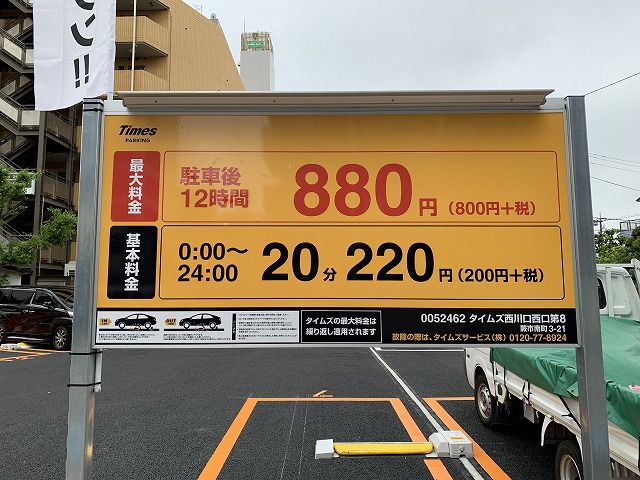 ン!!
Times
PARKING
最大料金
駐車後
12時間
880円(800円+税)
基本料金
0:00〜
24:00
20分 220円(200円+税)
IN
OUT
タイムズの最大料金は
繰り返し適用されます
0052462 タイムズ西川口西口第8
蕨市南町3-21
故障の際は、タイムズサービス(株) 0120-77-8924